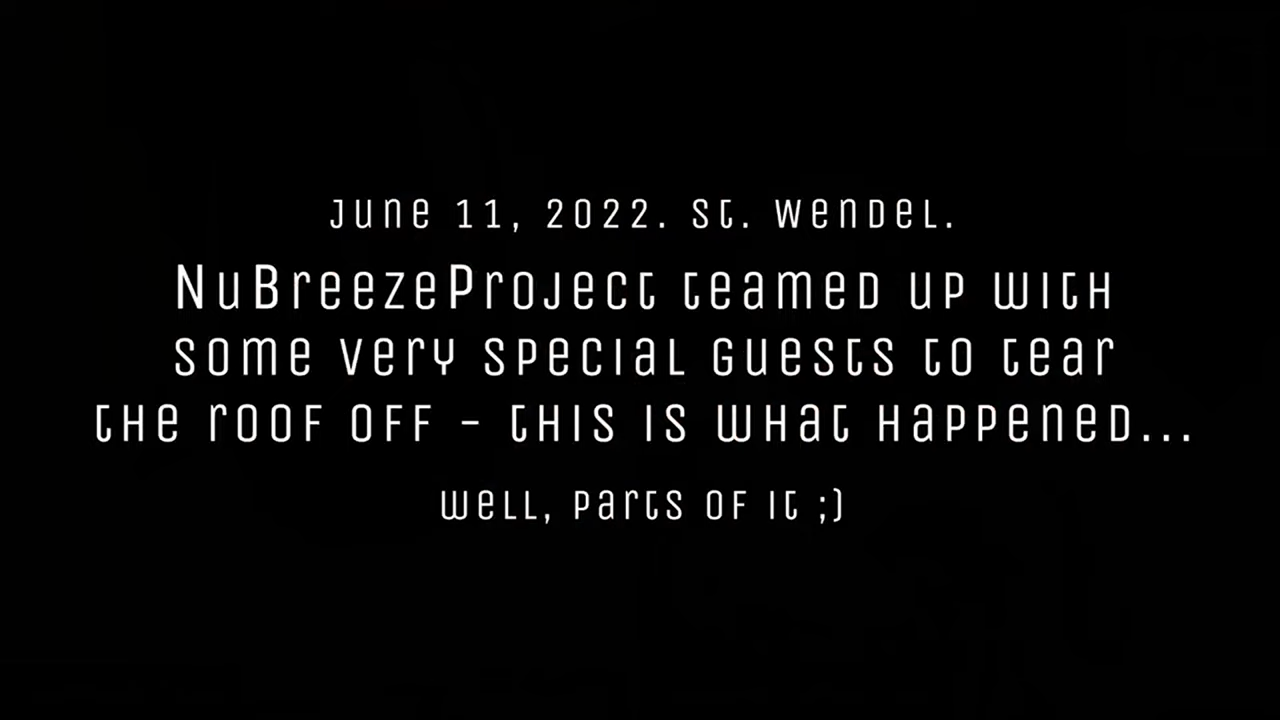 June 11, 2022. St. Wendel.
NuBreezeProject teamed up with
some very special guests to tear
the roof off - this is what happened...
well, parts of it ;)